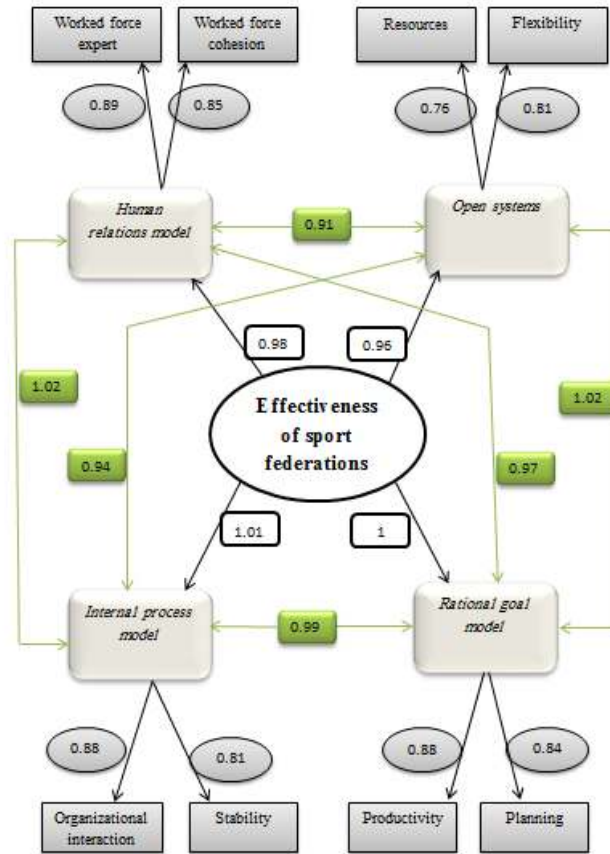 Worked force
expert
Worked force
cohesion
Resources
Flexibility
0.89
0.85
0.76
0.81
Human
relations model
0.91
Open systems
0.98
0.96
1.02
Effectiveness
of sport
federations
1.02
0.94
0.97
1.01
1
Internal process
model
0.99
Rational goal
model
0.88
0.81
0.88
0.84
Organizational
interaction
Stability
Productivity
Planning